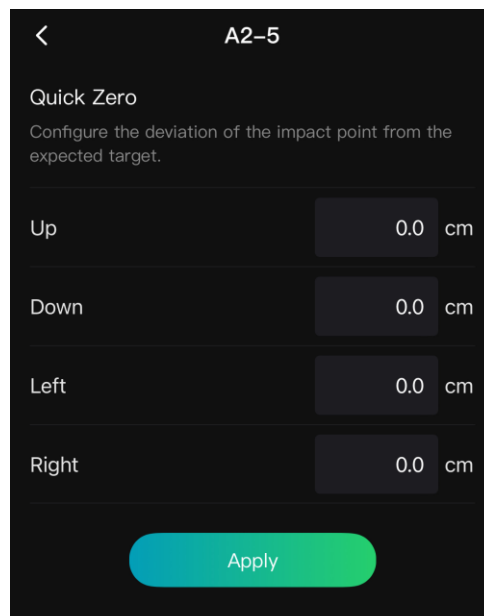 A2-5
Quick Zero
Configure the deviation of the impact point from the
expected target.
Up 0.0 cm
Down 0.0 cm
Left 0.0 cm
Right 0.0 cm
Apply